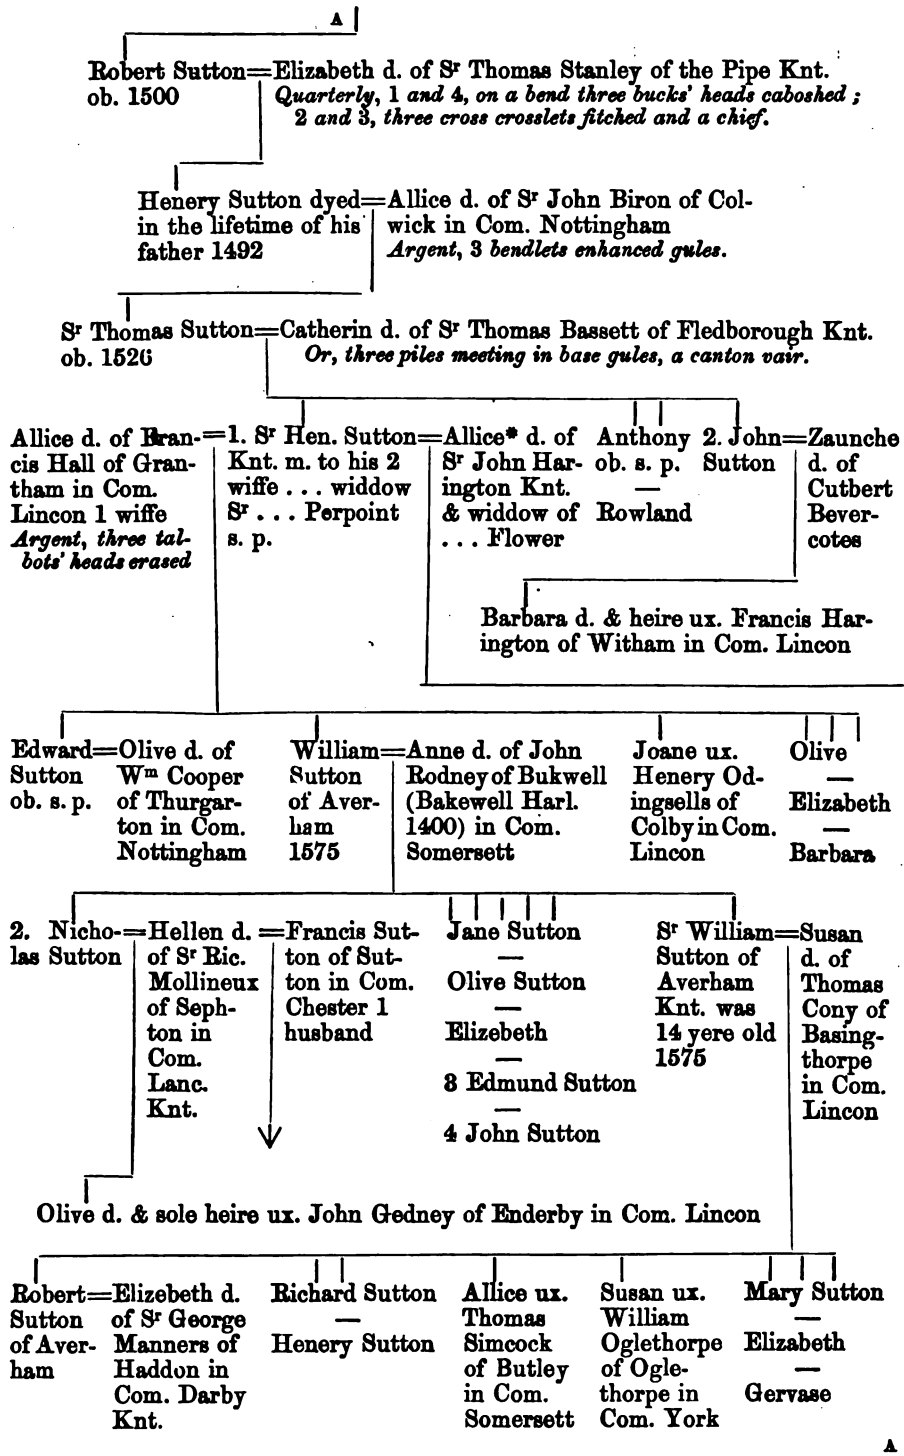 A
Robert Sutton=Elizabeth d. of Sr Thomas Stanley of the Pipe Knt.
ob. 1500
Quarterly, 1 and 4, on a bend three bucks' heads caboshed ;
2 and 3, three cross crosslets fitched and a chief.
Henery Sutton dyed=
in the lifetime of his
father 1492
Allice d. of Sr John Biron of Col-
wick in Com. Nottingham
Argent, 3 bendlets enhanced gules.
Sr Thomas Sutton=Catherin d. of Sr Thomas Bassett of Fledborough Knt.
ob. 1526
Or, three piles meeting in base gules, a canton vair.
Allice d. of Fran-=
cis Hall of Gran-
tham in Com.
Lincon 1 wiffe
Argent, three tal-
bots' heads erased
1. Sr Hen. Sutton=
Knt. m. to his 2
wiffe . . . widdow
Sr . . . Perpoint
s. p.
Allice* d. of
Sr John Har-
ington Knt.
& widdow of
. . . Flower
Anthony
ob. s. p.
—
Rowland
2. John=
Sutton
Zaunche
d. of
Cutbert
Bever-
cotes
Barbara d. & heire ux. Francis Har-
ington of Witham in Com. Lincon
Edward=
Sutton
ob. s. p.
Olive d. of
Wm Cooper
of Thurgar-
ton in Com.
Nottingham
William=
Sutton
of Aver-
ham
1575
Anne d. of John
Rodney of Bukwell
(Bakewell Harl.
1400) in Com.
Somersett
Joane ux.
Henery Od-
ingsells of
Colby in Com.
Lincon
Olive
—
Elizabeth
—
Barbara
2. Nicho-=
las Sutton
Hellen d. =
of Sr Ric.
Mollineux
of Seph-
ton in
Com.
Lanc.
Knt.
Francis Sut-
ton of Sut-
ton in Com.
Chester 1
husband
Jane Sutton
—
Olive Sutton
—
Elizebeth
—
3 Edmund Sutton
—
4 John Sutton
Sr William=
Sutton of
Averham
Knt. was
14 yere old
1575
Susan
d. of
Thomas
Cony of
Basing-
thorpe
in Com.
Lincon
Olive d. & sole heire ux. John Gedney of Enderby in Com. Lincon
Robert=
Sutton
of Aver-
ham
Elizebeth d.
of Sr George
Manners of
Haddon in
Com. Darby
Knt.
Richard Sutton
—
Henery Sutton
Allice ux.
Thomas
Simcock
of Butley
in Com.
Somersett
Susan ux.
William
Oglethorpe
of Ogle-
thorpe in
Com. York
Mary Sutton
—
Elizabeth
—
Gervase
A